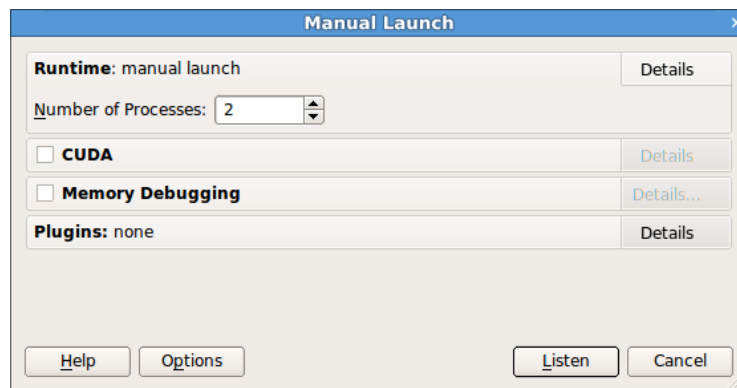 Manual Launch
Runtime: manual launch Details
Number of Processes: 2
CUDA Details
Memory Debugging Details...
Plugins: none Details
Help Options Listen Cancel